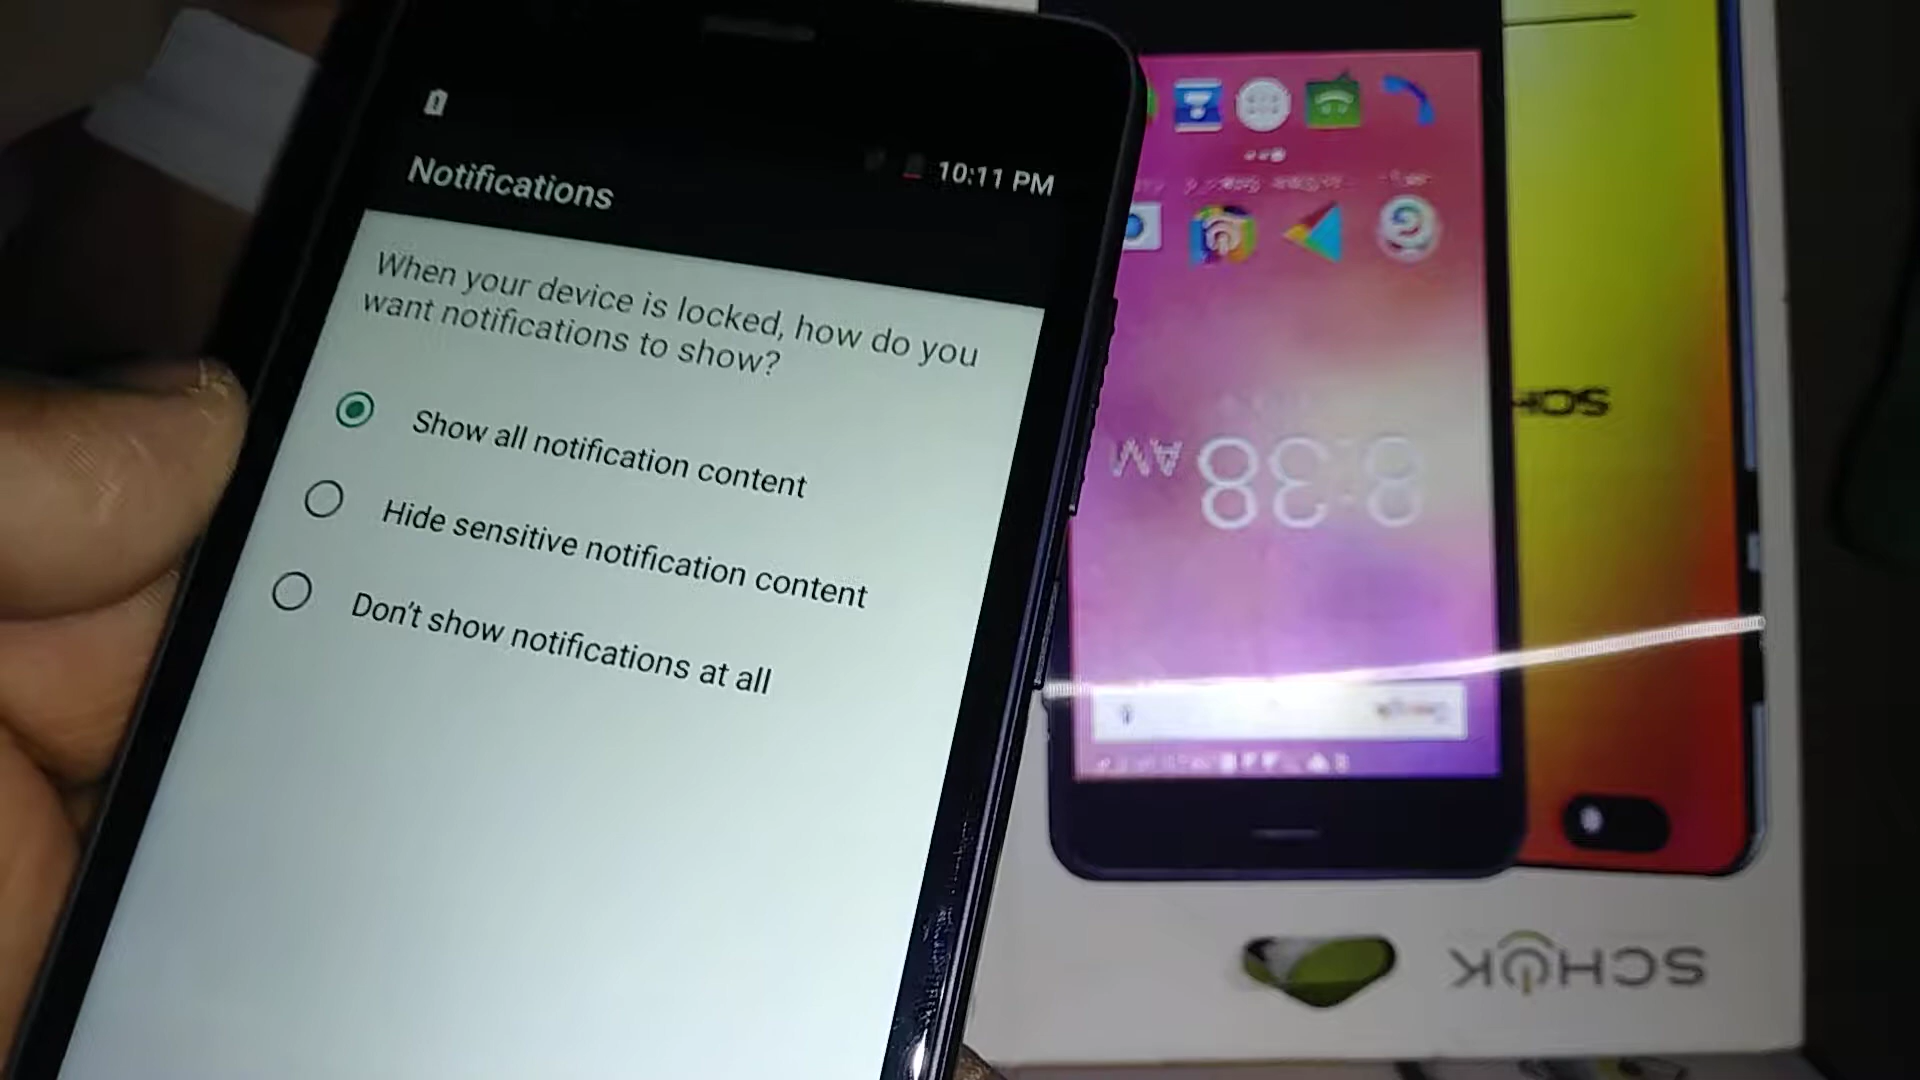 10:11 PM
Notifications
When your device is locked, how do you
want notifications to show?
Show all notification content
Hide sensitive notification content
Don't show notifications at all
8:38 AM
SCHOK